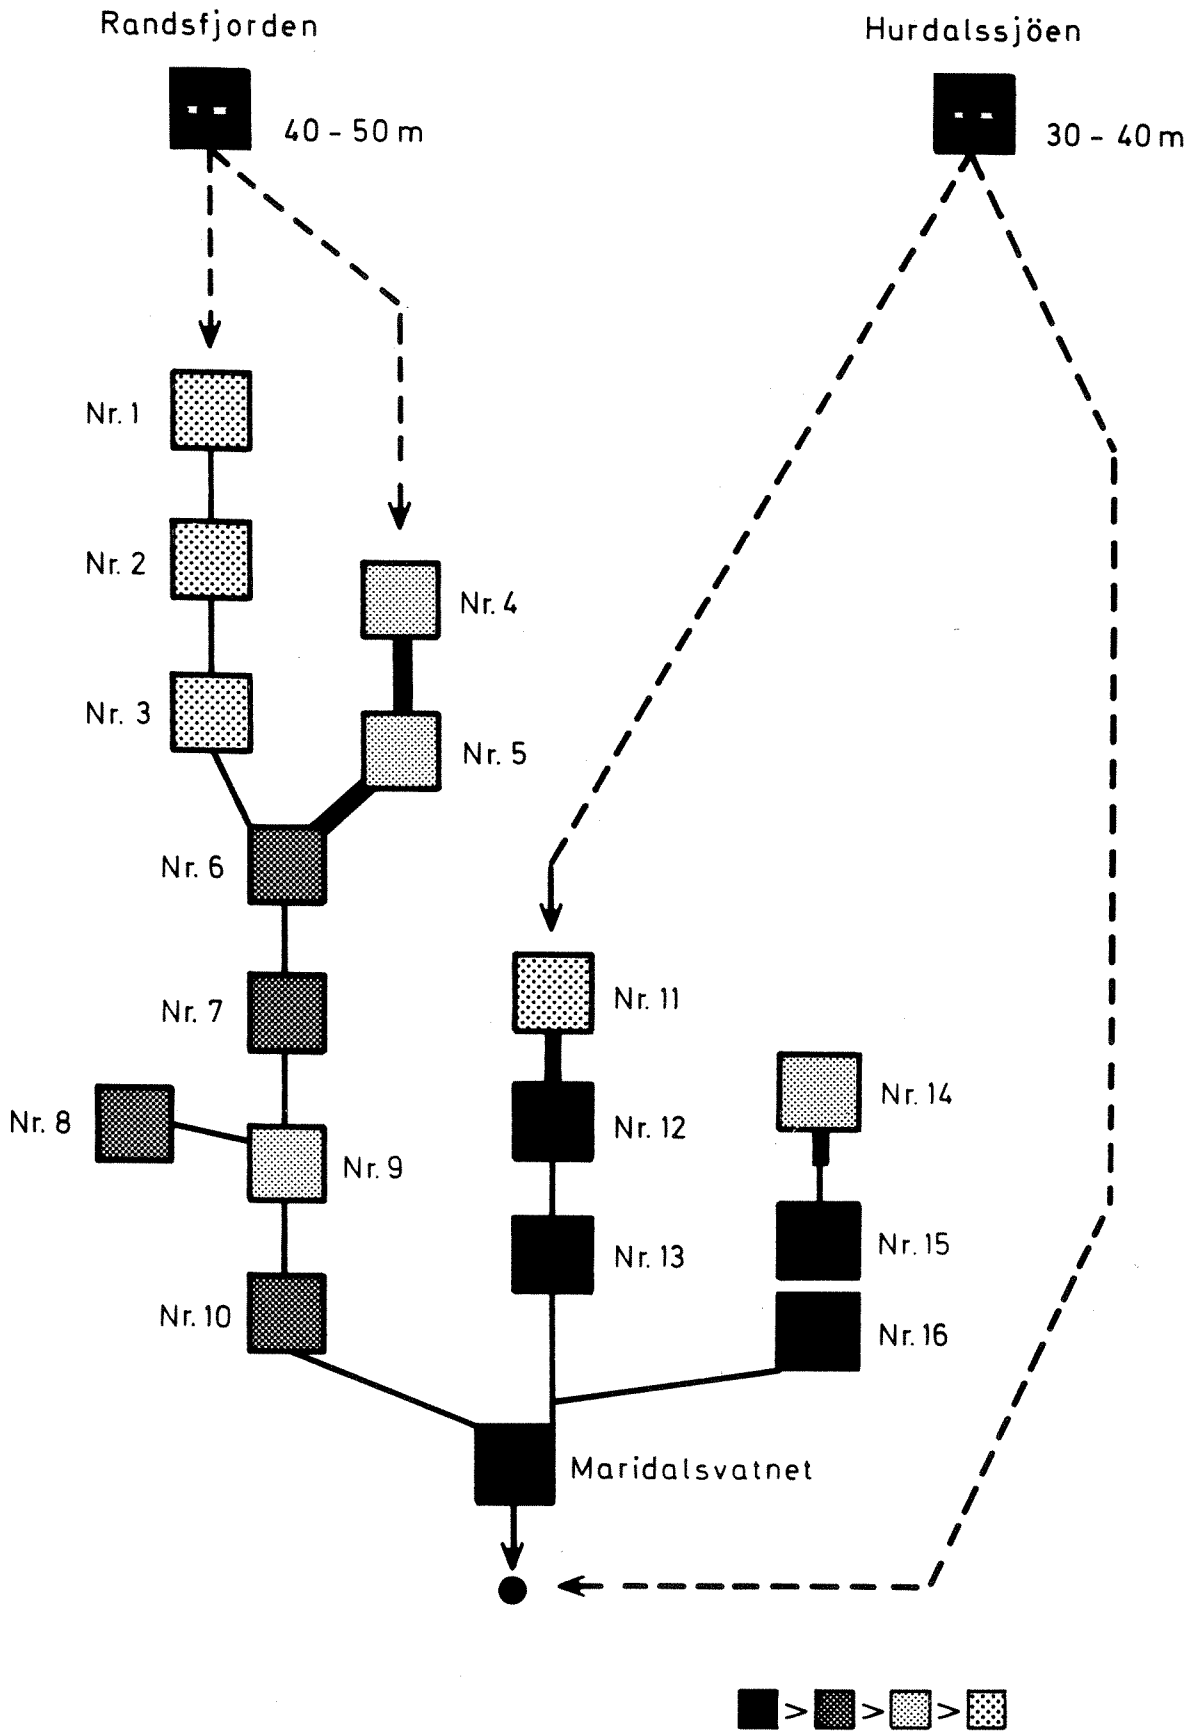 Randsfjorden
Hurdalssjöen
40 - 50 m
30 - 40 m
Nr. 1
Nr. 2
Nr. 4
Nr. 3
Nr. 5
Nr. 6
Nr. 11
Nr. 7
Nr. 14
Nr. 8
Nr. 12
Nr. 9
Nr. 15
Nr. 13
Nr. 10
Nr. 16
Maridalsvatnet
> > >